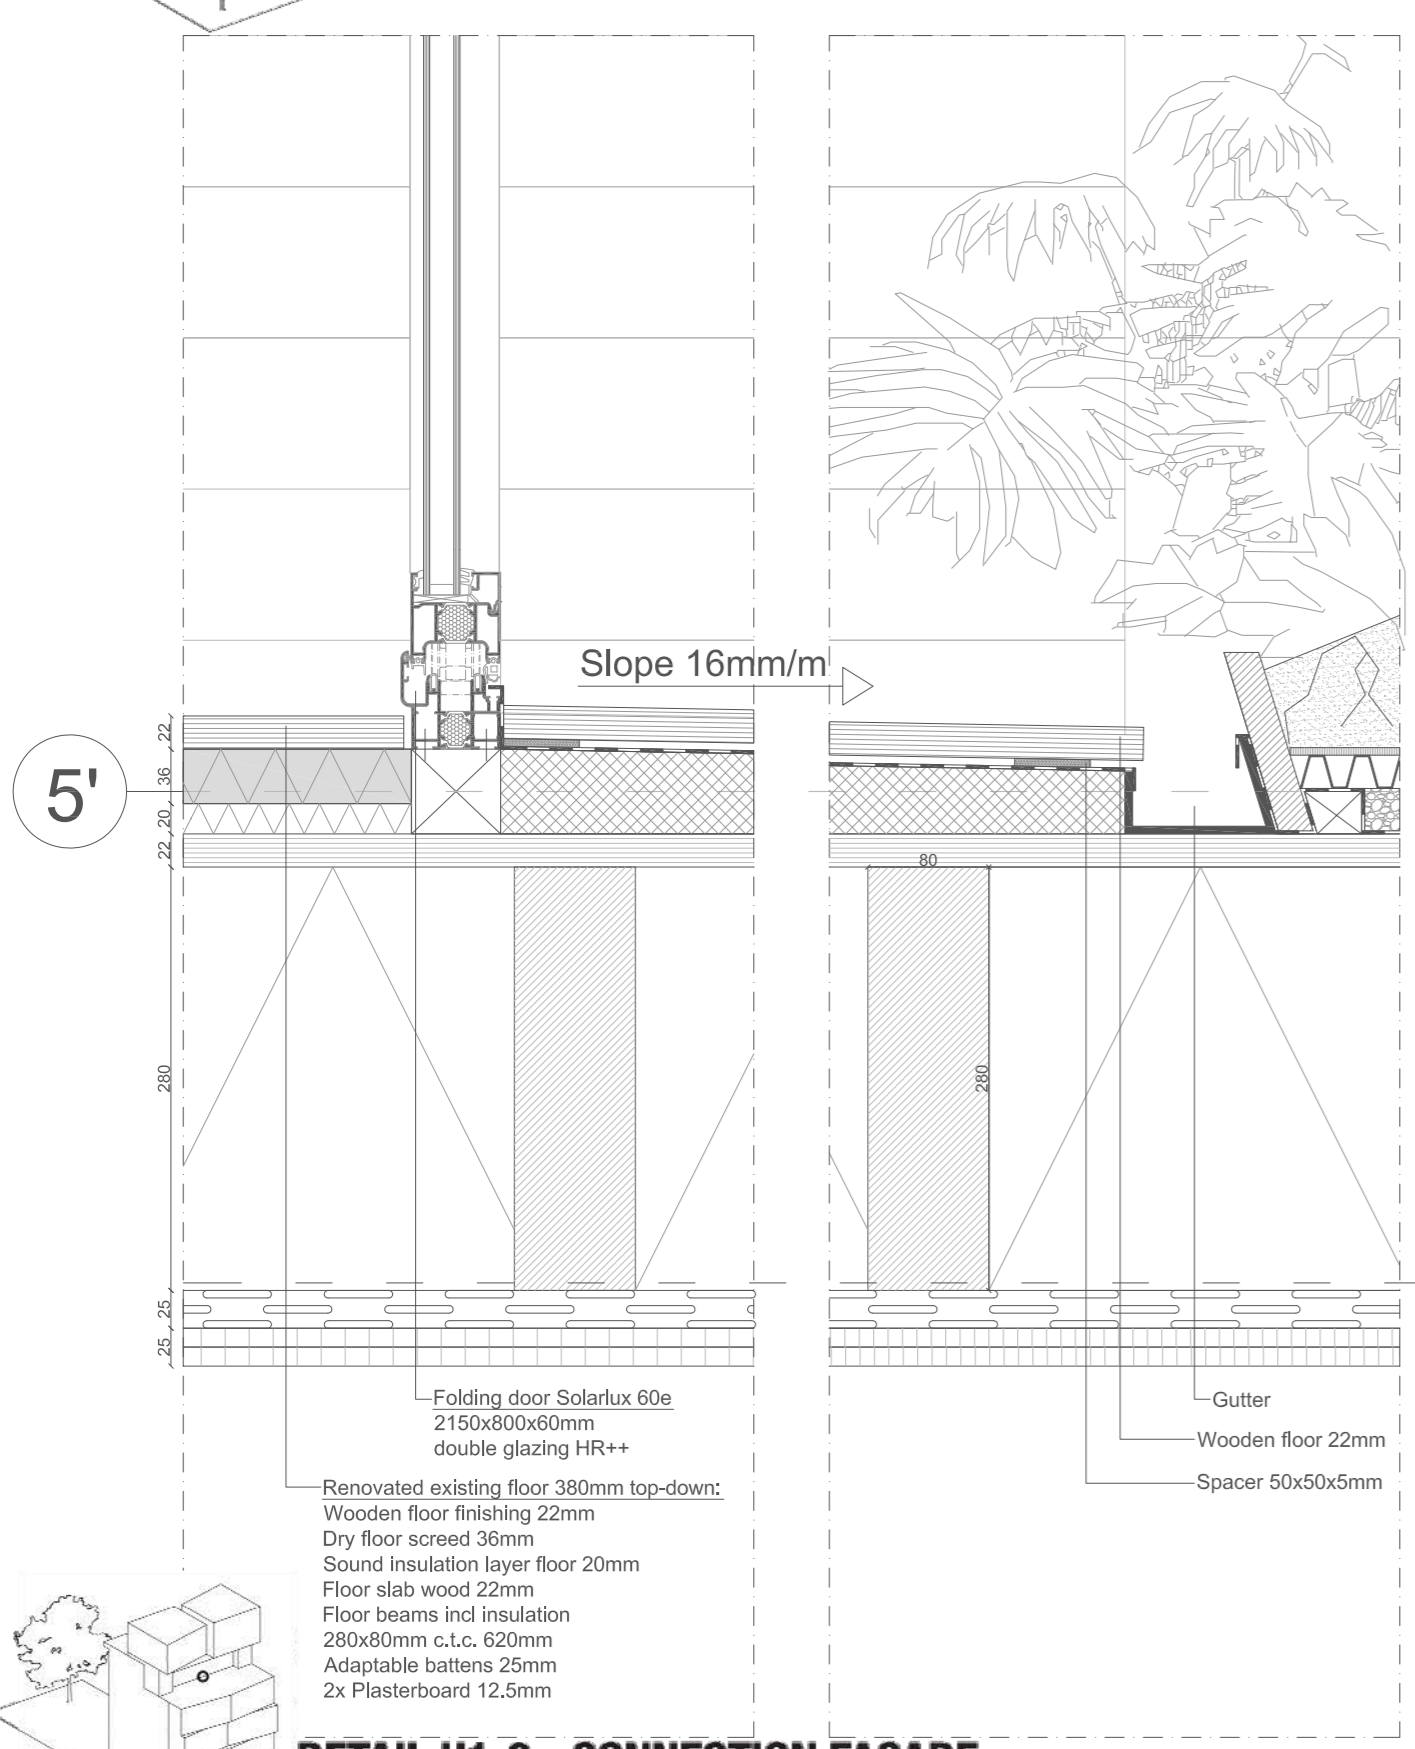 Slope 16mm/m
22
36
5'
20
22
80
280
280
25
25
Folding door Solarlux 60e
2150x800x60mm
double glazing HR++
Gutter
Wooden floor 22mm
Spacer 50x50x5mm
Renovated existing floor 380mm top-down:
Wooden floor finishing 22mm
Dry floor screed 36mm
Sound insulation layer floor 20mm
Floor slab wood 22mm
Floor beams incl insulation
280x80mm c.t.c. 620mm
Adaptable battens 25mm
2x Plasterboard 12.5mm
CONNECTION FACADE